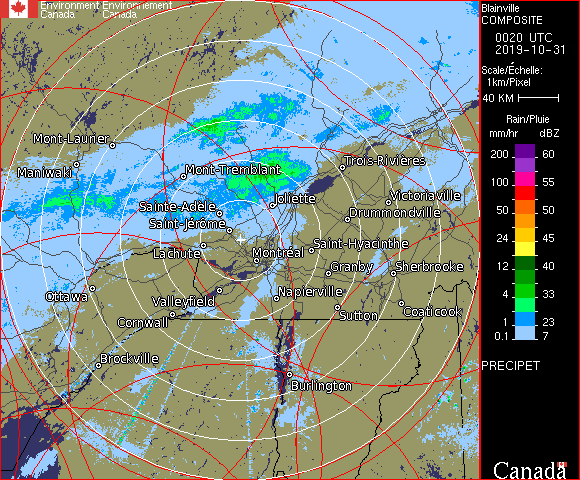 Environment Environnement
Canada Canada
Blainville
COMPOSITE
0020 UTC
2019-10-31
Scale/Échelle:
1km/Pixel
40 KM
Rain/Pluie
mm/hr dBZ
200 60
100 55
50 50
24 45
12 40
4 33
1 23
0.1 7
PRECIPET
Canada
Mont-Laurier
Maniwaki
Mont-Tremblant
Trois-Rivières
Sainte-Adèle
Joliette
Victoriaville
Drummondville
Saint-Jérôme
Lachute
Montréal
Saint-Hyacinthe
Granby
Sherbrooke
Ottawa
Valleyfield
Napierville
Cornwall
Sutton
Coaticook
Brockville
Burlington